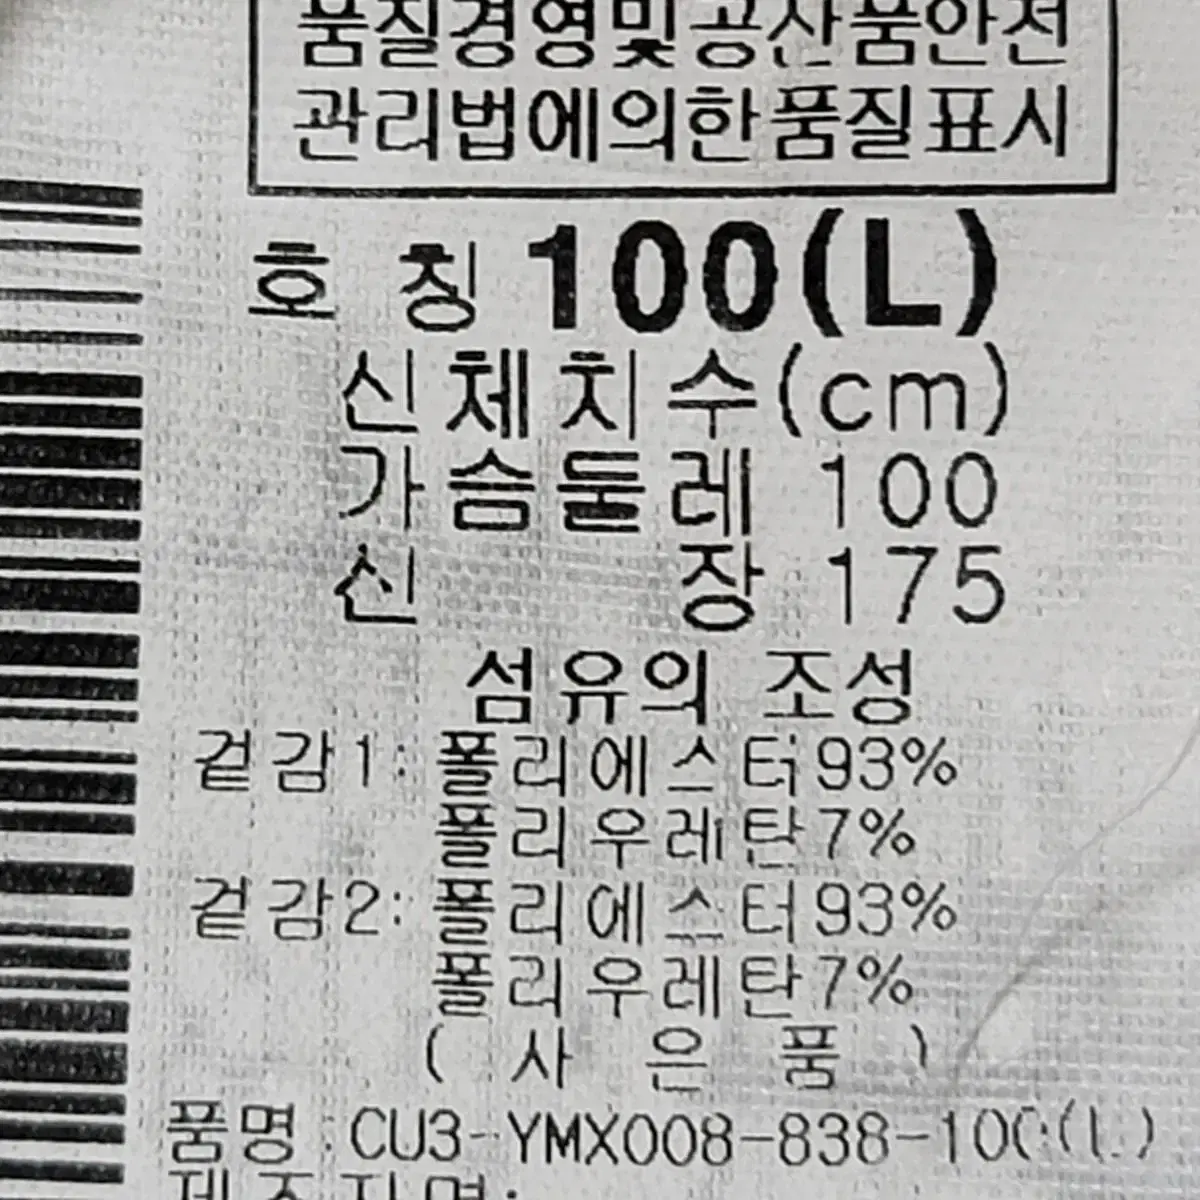 품질경영및공산품안전
관리법에의한품질표시
호 칭 100(L)
신체치수(cm)
가슴둘레 100
신 장 175
섬유의 조성
겉감1: 폴리에스터93%
폴리우레탄7%
겉감2: 폴리에스터93%
폴리우레탄7%
( 사 은 품 )
품명 : CU3-YMX008-838-100(L)
제조자명: